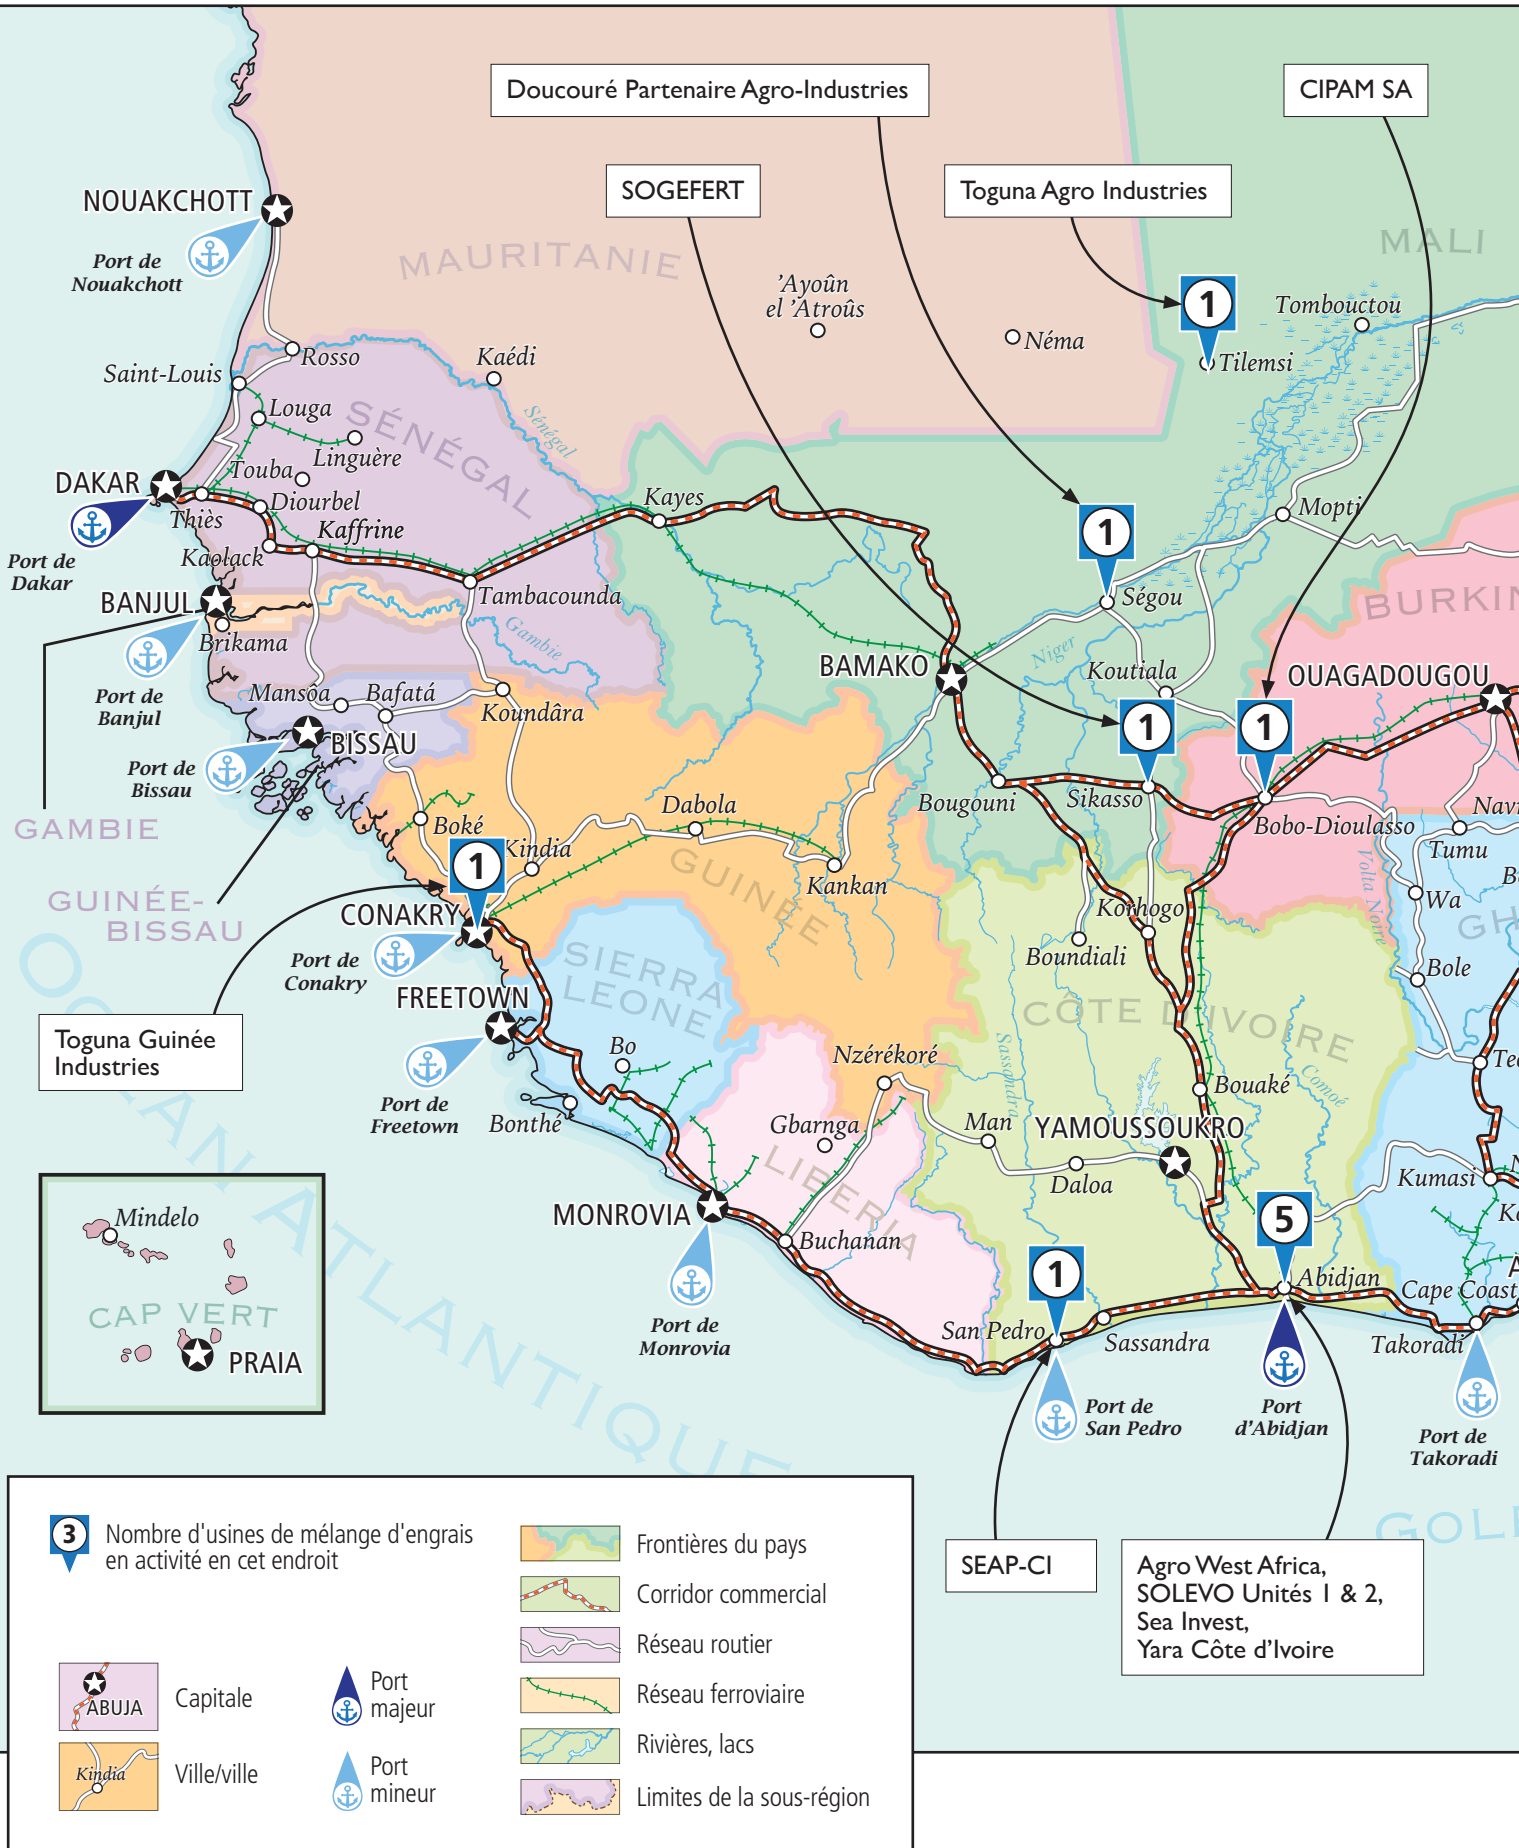 Doucouré Partenaire Agro-Industries
CIPAM SA
SOGEFERT
Toguna Agro Industries
NOUAKCHOTT
Port de
Nouakchott
MAURITANIE
MALI
'Ayoûn
el 'Atroûs
Néma
1
Tombouctou
Tilemsi
Rosso
Kaédi
Saint-Louis
Louga
SÉNÉGAL
Sénégal
Linguère
Touba
DAKAR
Diourbel
Thiès
Kayes
Mopti
Kaffrine
Kaolack
Port de
Dakar
1
Ségou
Tambacounda
BANJUL
Brikama
Gambie
BURKIN
Niger
Port de
Banjul
BAMAKO
Koutiala
OUAGADOUGOU
Mansôa
Bafatá
Koundâra
BISSAU
Port de
Bissau
1
1
Bougouni
Sikasso
Bobo-Dioulasso
Navr
GAMBIE
Boké
Dabola
Kindia
1
GUINÉE
Kankan
Tumu
Volta Noire
Wa
GH
GUINÉE-
BISSAU
CONAKRY
Port de
Conakry
Korhogo
Boundiali
Bole
SIERRA
LEONE
FREETOWN
CÔTE D'IVOIRE
Toguna Guinée
Industries
Port de
Freetown
Bo
Bonthé
Nzérékoré
Sassandra
Comoé
Bouaké
Tec
OCÉAN ATLANTIQUE
Gbarnga
Man
YAMOUSSOUKRO
Daloa
Kumasi
LIBERIA
MONROVIA
Buchanan
Port de
Monrovia
Mindelo
CAP VERT
PRAIA
1
5
San Pedro
Sassandra
Abidjan
Cape Coast
Takoradi
Port de
San Pedro
Port
d'Abidjan
Port de
Takoradi
GOLF
SEAP-CI
Agro West Africa,
SOLEVO Unités 1 & 2,
Sea Invest,
Yara Côte d'Ivoire
3
Nombre d'usines de mélange d'engrais
en activité en cet endroit
ABUJA
Capitale
Kindia
Ville/ville
Port
majeur
Port
mineur
Frontières du pays
Corridor commercial
Réseau routier
Réseau ferroviaire
Rivières, lacs
Limites de la sous-région